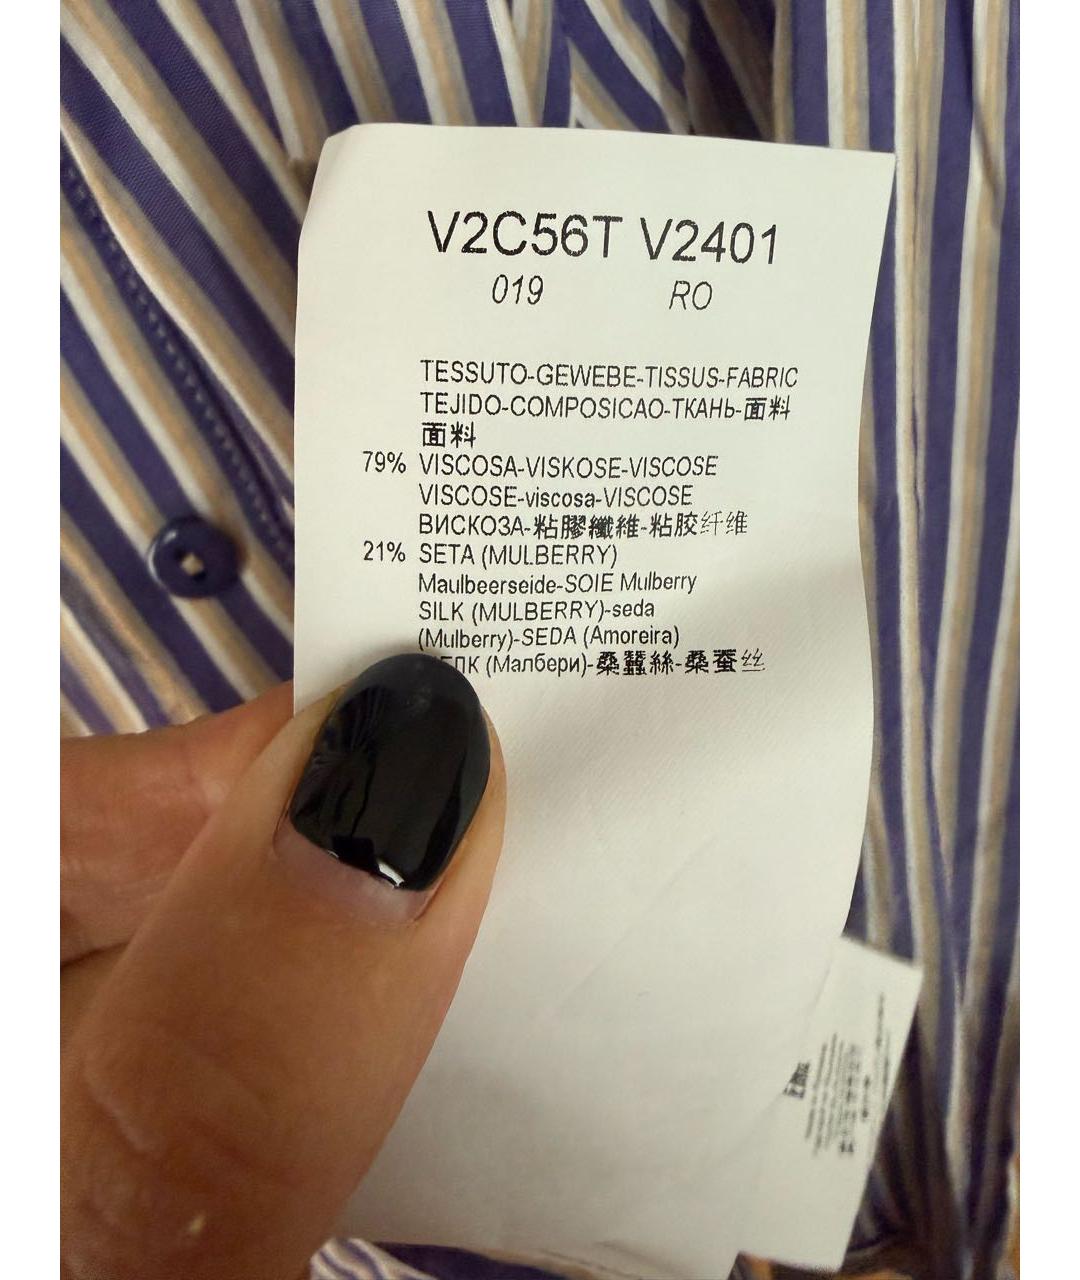 V2C56T V2401
019 RO
TESSUTO-GEWEBE-TISSUS-FABRIC
TEJIDO-COMPOSICAO-ТКАНЬ-面料
面料
79% VISCOSA-VISKOSE-VISCOSE
VISCOSE-viscosa-VISCOSE
ВИСКОЗА-粘膠纖維-粘胶纤维
21% SETA (MULBERRY)
Maulbeerseide-SOIE Mulberry
SILK (MULBERRY)-seda
(Mulberry)-SEDA (Amoreira)
(Малбери)-桑蠶絲-桑蚕丝